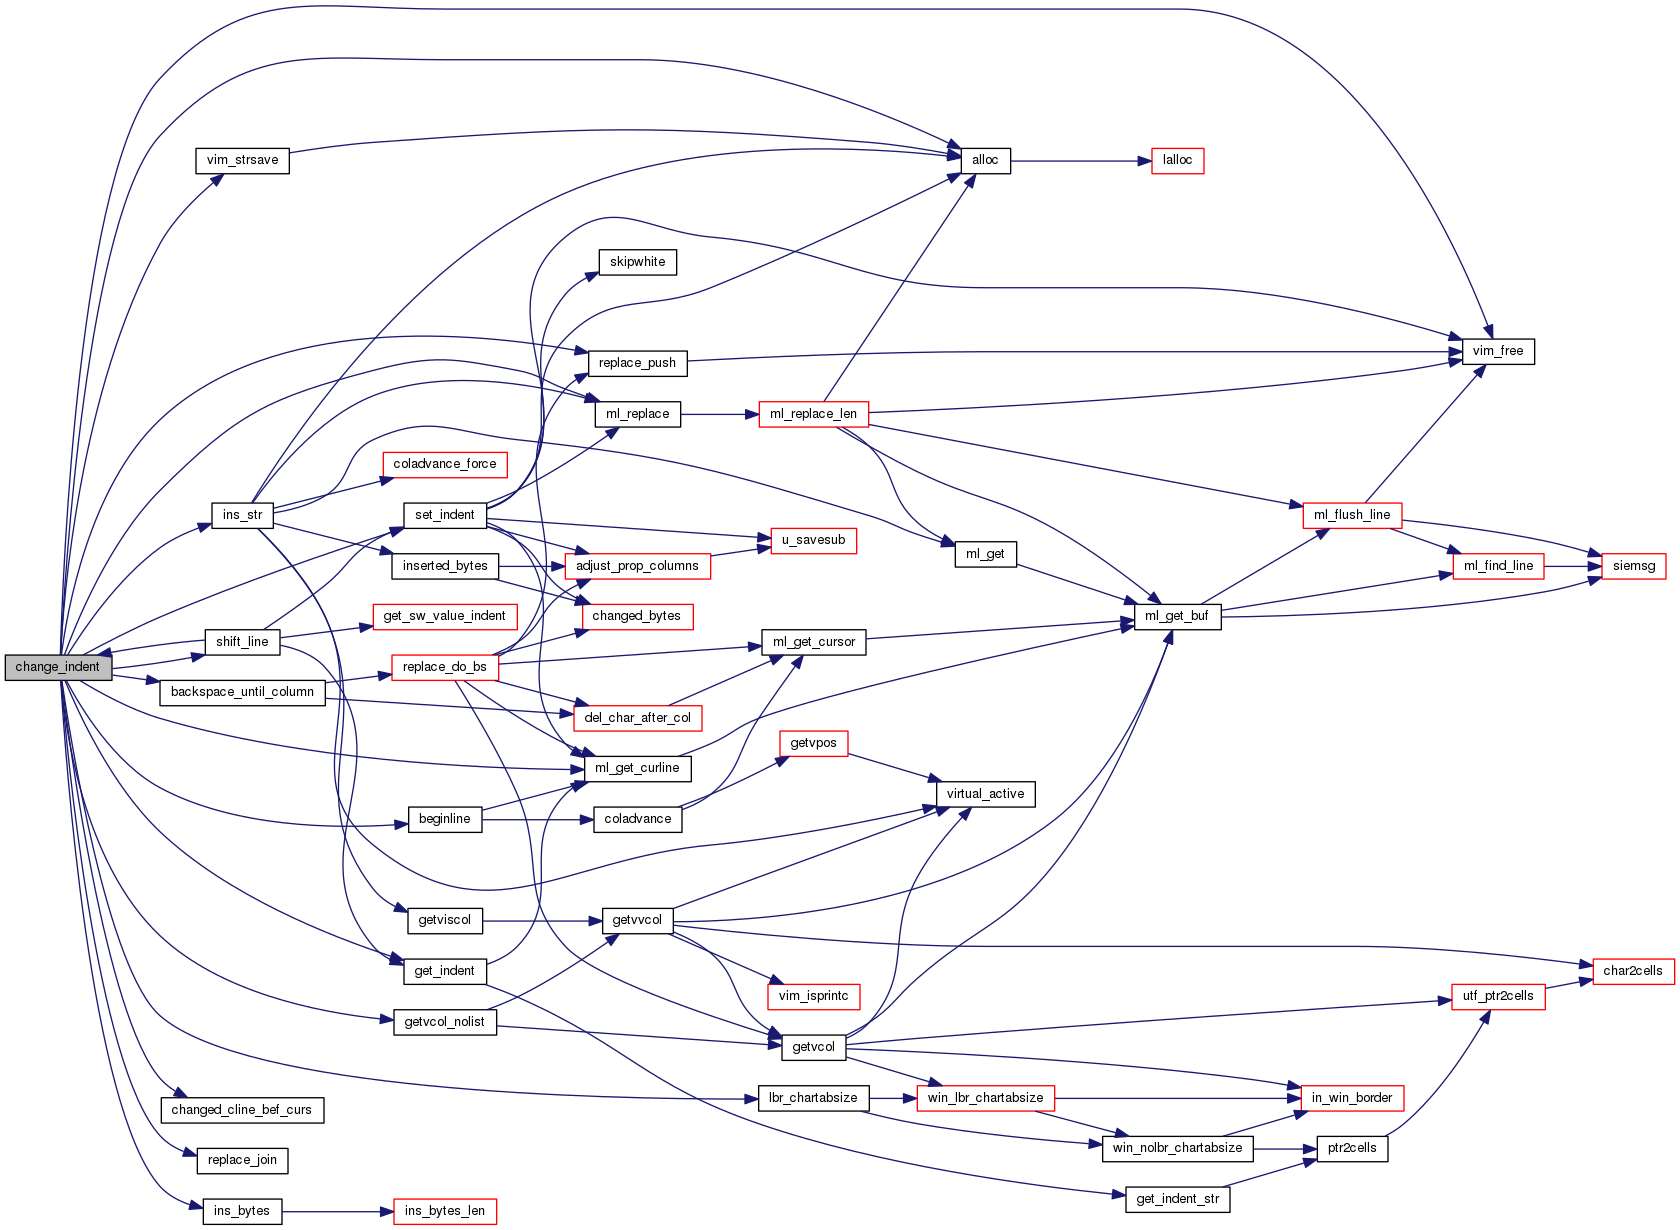 vim_strsave
alloc
lalloc
skipwhite
replace_push
vim_free
ml_replace
ml_replace_len
coladvance_force
ins_str
set_indent
ml_flush_line
u_savesub
inserted_bytes
adjust_prop_columns
ml_get
ml_find_line
siemsg
get_sw_value_indent
changed_bytes
ml_get_buf
shift_line
ml_get_cursor
change_indent
replace_do_bs
backspace_until_column
del_char_after_col
getvpos
ml_get_curline
virtual_active
beginline
coladvance
getviscol
getvvcol
get_indent
char2cells
vim_isprintc
utf_ptr2cells
getvcol_nolist
getvcol
lbr_chartabsize
win_lbr_chartabsize
in_win_border
changed_cline_bef_curs
win_nolbr_chartabsize
ptr2cells
replace_join
get_indent_str
ins_bytes
ins_bytes_len